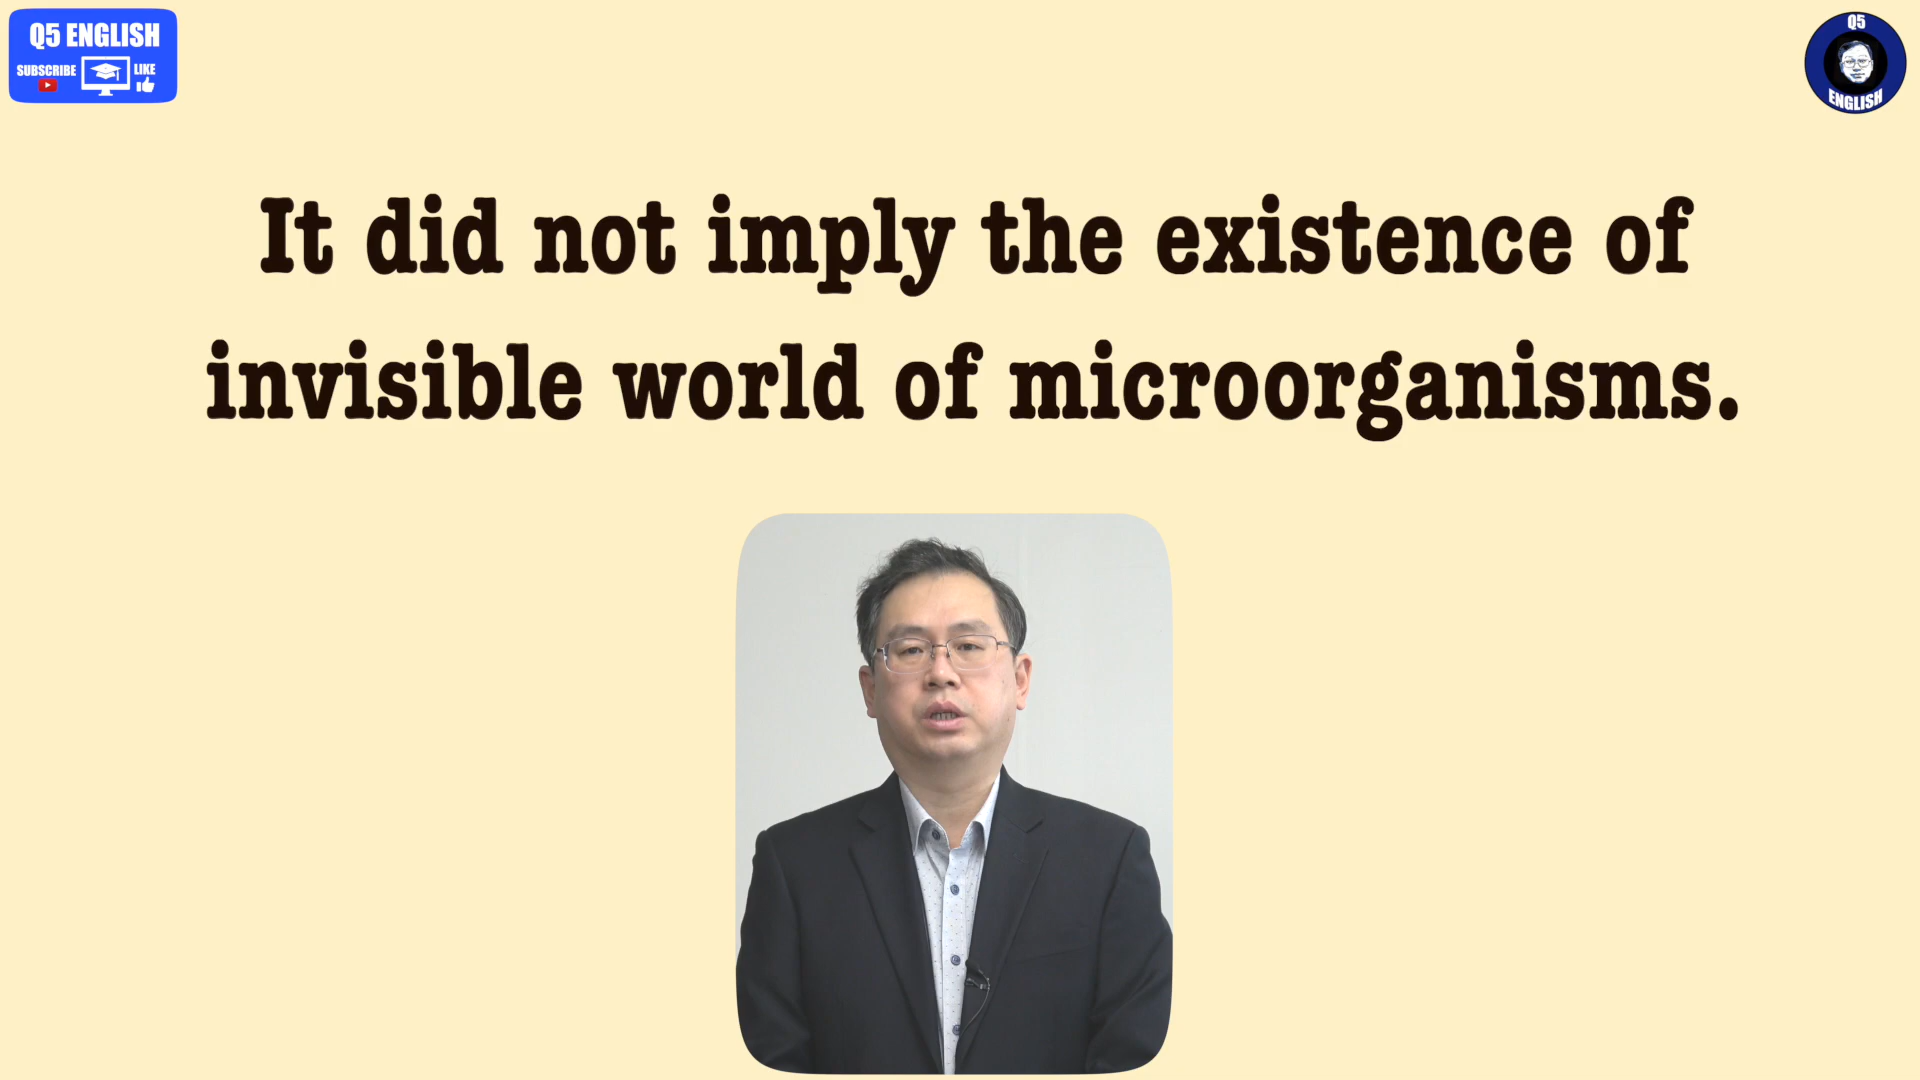 Q5 ENGLISH
SUBSCRIBE
LIKE
Q5
ENGLISH
It did not imply the existence of
invisible world of microorganisms.